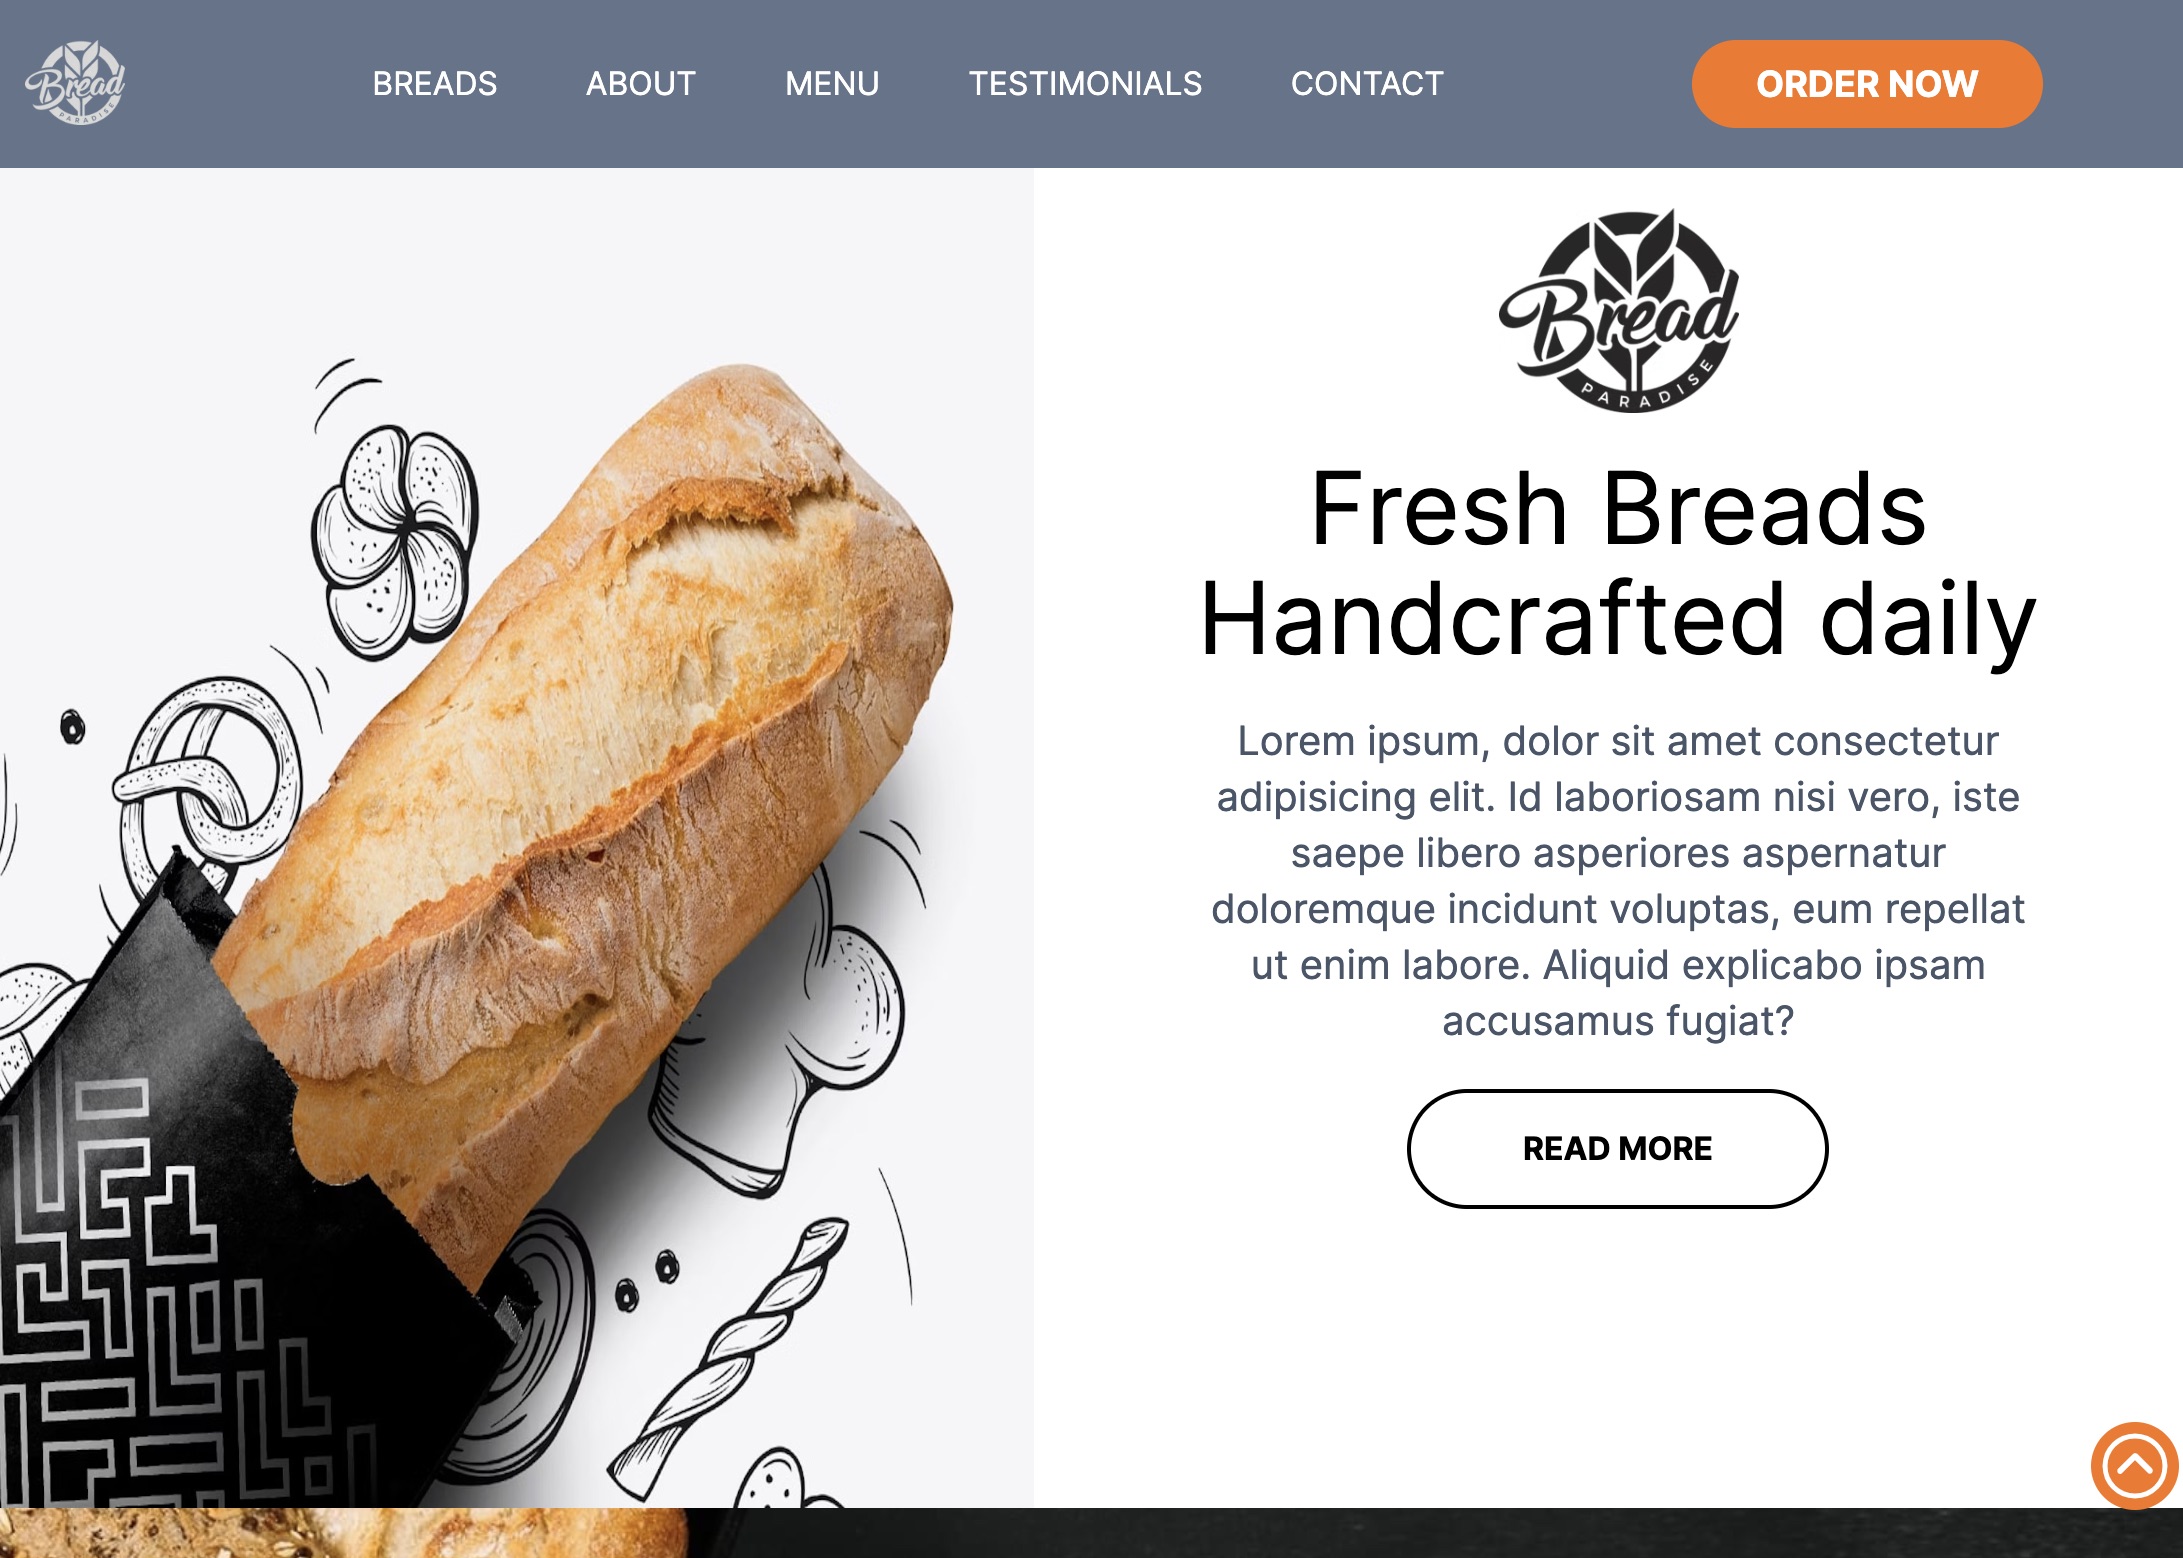 Bread
PARADISE
BREADS
ABOUT
MENU
TESTIMONIALS
CONTACT
ORDER NOW
Bread
PARADISE
Fresh Breads
Handcrafted daily
Lorem ipsum, dolor sit amet consectetur
adipisicing elit. Id laboriosam nisi vero, iste
saepe libero asperiores aspernatur
doloremque incidunt voluptas, eum repellat
ut enim labore. Aliquid explicabo ipsam
accusamus fugiat?
READ MORE